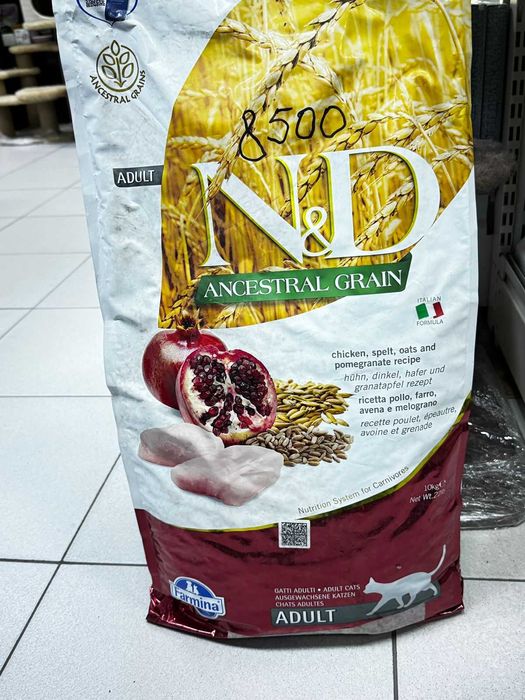 ANCESTRAL GRAINS
8500
ADULT
N&D
ANCESTRAL GRAIN
ITALIAN
FORMULA
chicken, spelt, oats and
pomegranate recipe
hühn, dinkel, hafer und
granatapfel rezept
ricetta pollo, farro,
avena e melograno
recette poulet, épeautre,
avoine et grenade
Nutrition System for Carnivores
10kg
Net Wt.
Farmina
GATTI ADULTI • ADULT CATS
AUSGEWACHSENE KATZEN
CHATS ADULTES
ADULT